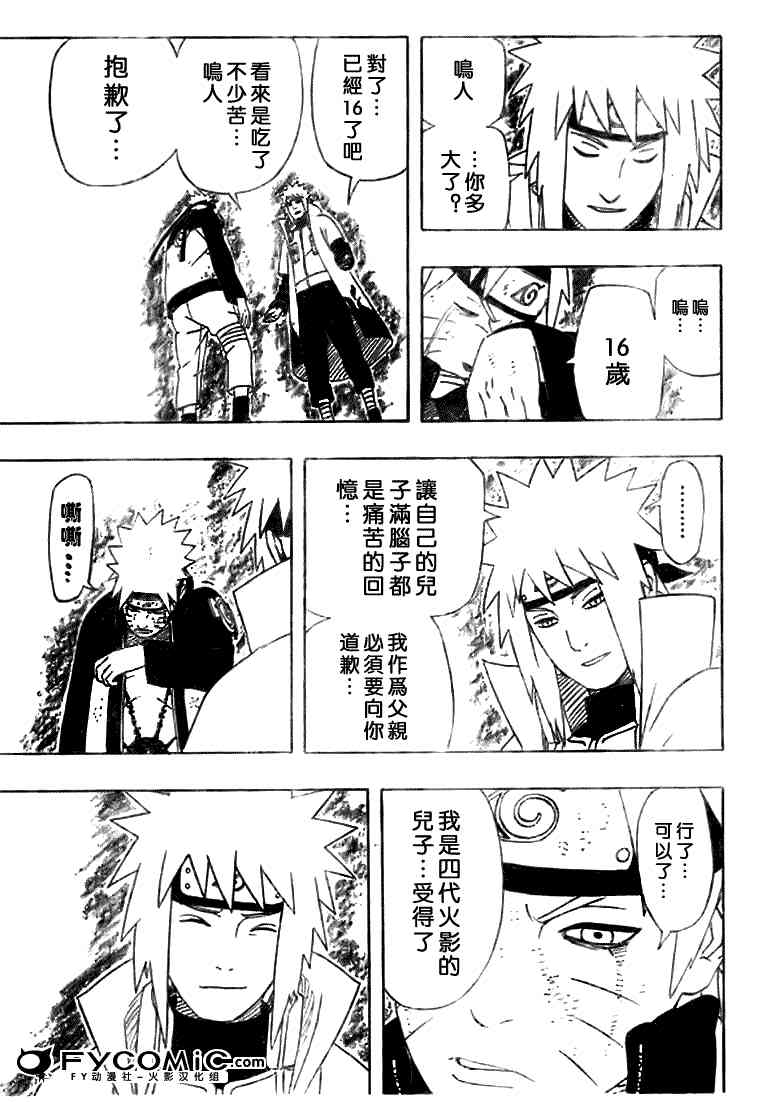 鳴人
…你多
大了?
對了…
已經16了吧
看來是吃了
不少苦…
鳴人
抱歉了…
嗚…
嗚…
16
歲
………
讓自己的兒
子滿腦子都
是痛苦的回
憶…
我作爲父親
必須要向你
道歉…
嘶嘶…
行了…
可以了…
我是四代火影的
兒子…受得了
FYCOMiC.com
FY动漫社-火影汉化组